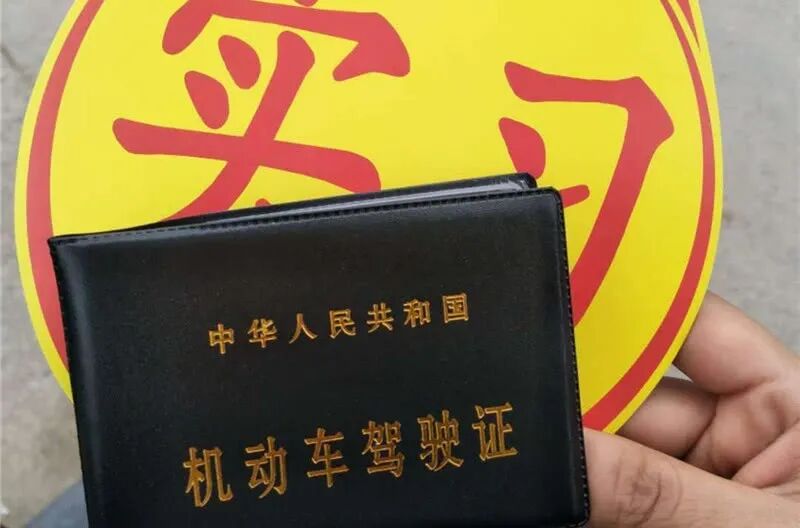 实习
中华人民共和国
机动车驾驶证